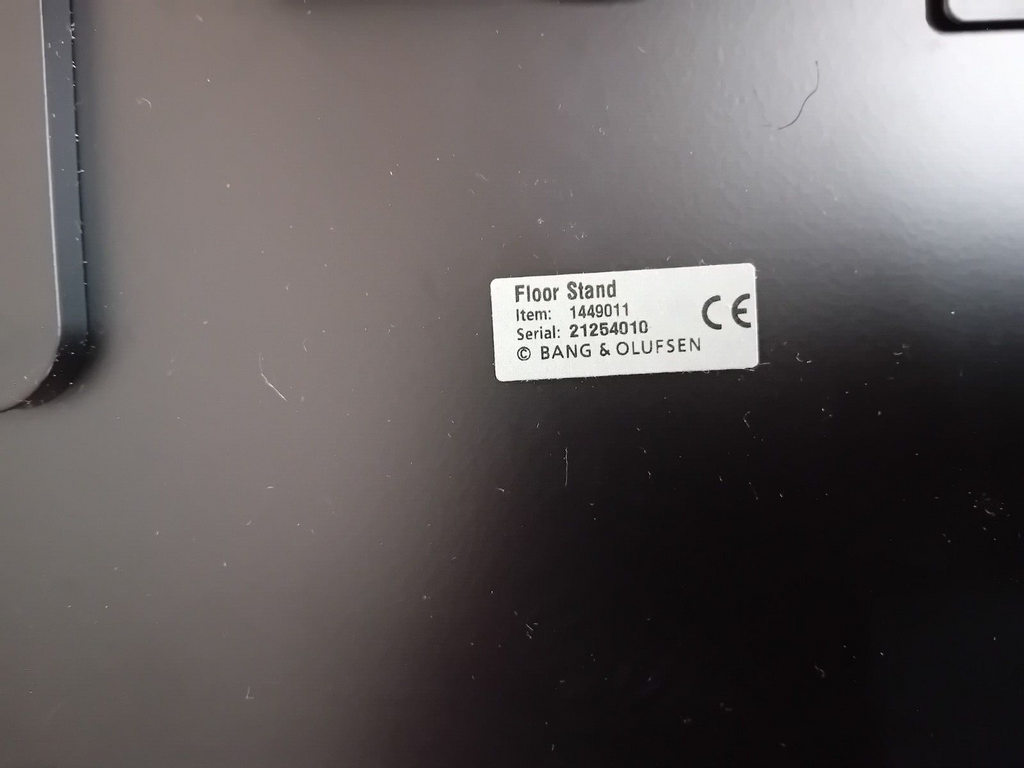 Floor Stand
Item: 1449011
Serial: 21254010
© BANG & OLUFSEN
CE